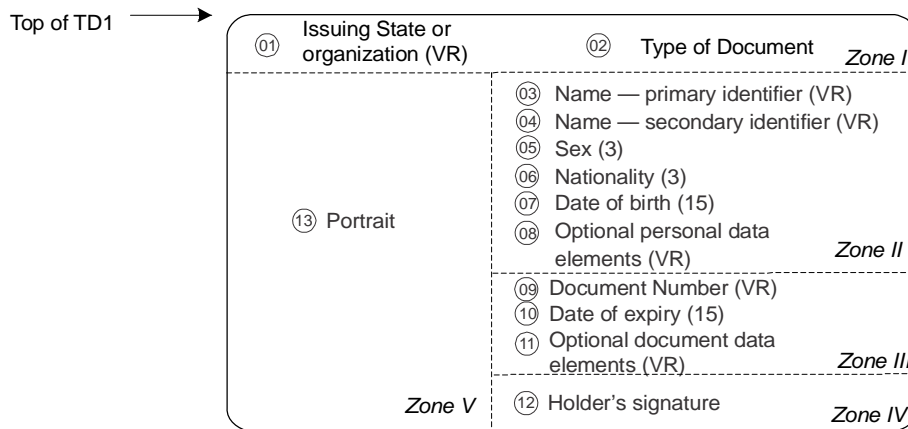 Top of TD1
01 Issuing State or
organization (VR)
02 Type of Document
Zone I
03 Name — primary identifier (VR)
04 Name — secondary identifier (VR)
05 Sex (3)
06 Nationality (3)
07 Date of birth (15)
08 Optional personal data
elements (VR)
Zone II
13 Portrait
Zone V
09 Document Number (VR)
10 Date of expiry (15)
11 Optional document data
elements (VR)
Zone III
12 Holder's signature
Zone IV